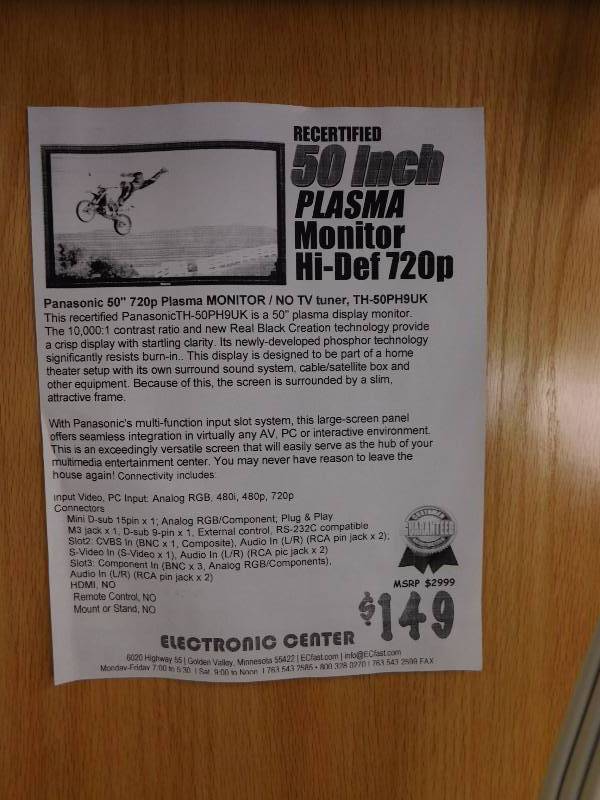 RECERTIFIED
50 Inch
PLASMA
Monitor
Hi-Def 720p
Panasonic 50" 720p Plasma MONITOR / NO TV tuner, TH-50PH9UK
This recertified PanasonicTH-50PH9UK is a 50" plasma display monitor.
The 10,000:1 contrast ratio and new Real Black Creation technology provide
a crisp display with startling clarity. Its newly-developed phosphor technology
significantly resists burn-in.. This display is designed to be part of a home
theater setup with its own surround sound system, cable/satellite box and
other equipment. Because of this, the screen is surrounded by a slim,
attractive frame.
With Panasonic's multi-function input slot system, this large-screen panel
offers seamless integration in virtually any AV, PC or interactive environment.
This is an exceedingly versatile screen that will easily serve as the hub of your
multimedia entertainment center. You may never have reason to leave the
house again! Connectivity includes:
Input Video, PC Input: Analog RGB, 480i, 480p, 720p
Connectors
Mini D-sub 15pin x 1; Analog RGB/Component; Plug & Play
M3 jack x 1, D-sub 9-pin x 1, External control, RS-232C compatible
Slot2: CVBS In (BNC x 1, Composite), Audio In (L/R) (RCA pin jack x 2);
S-Video In (S-Video x 1), Audio In (L/R) (RCA pic jack x 2)
Slot3: Component In (BNC x 3, Analog RGB/Components),
Audio In (L/R) (RCA pin jack x 2)
HDMI, NO
Remote Control, NO
Mount or Stand, NO
GUARANTEED
MSRP $2999
$149
ELECTRONIC CENTER
6020 Highway 55 | Golden Valley, Minnesota 55422 | ECfast.com | info@ECfast.com
Monday-Friday 7:00 to 5:30 | Sat. 9:00 to Noon | 763 543 2585 • 800 328 0270 | 763 543 2599 FAX